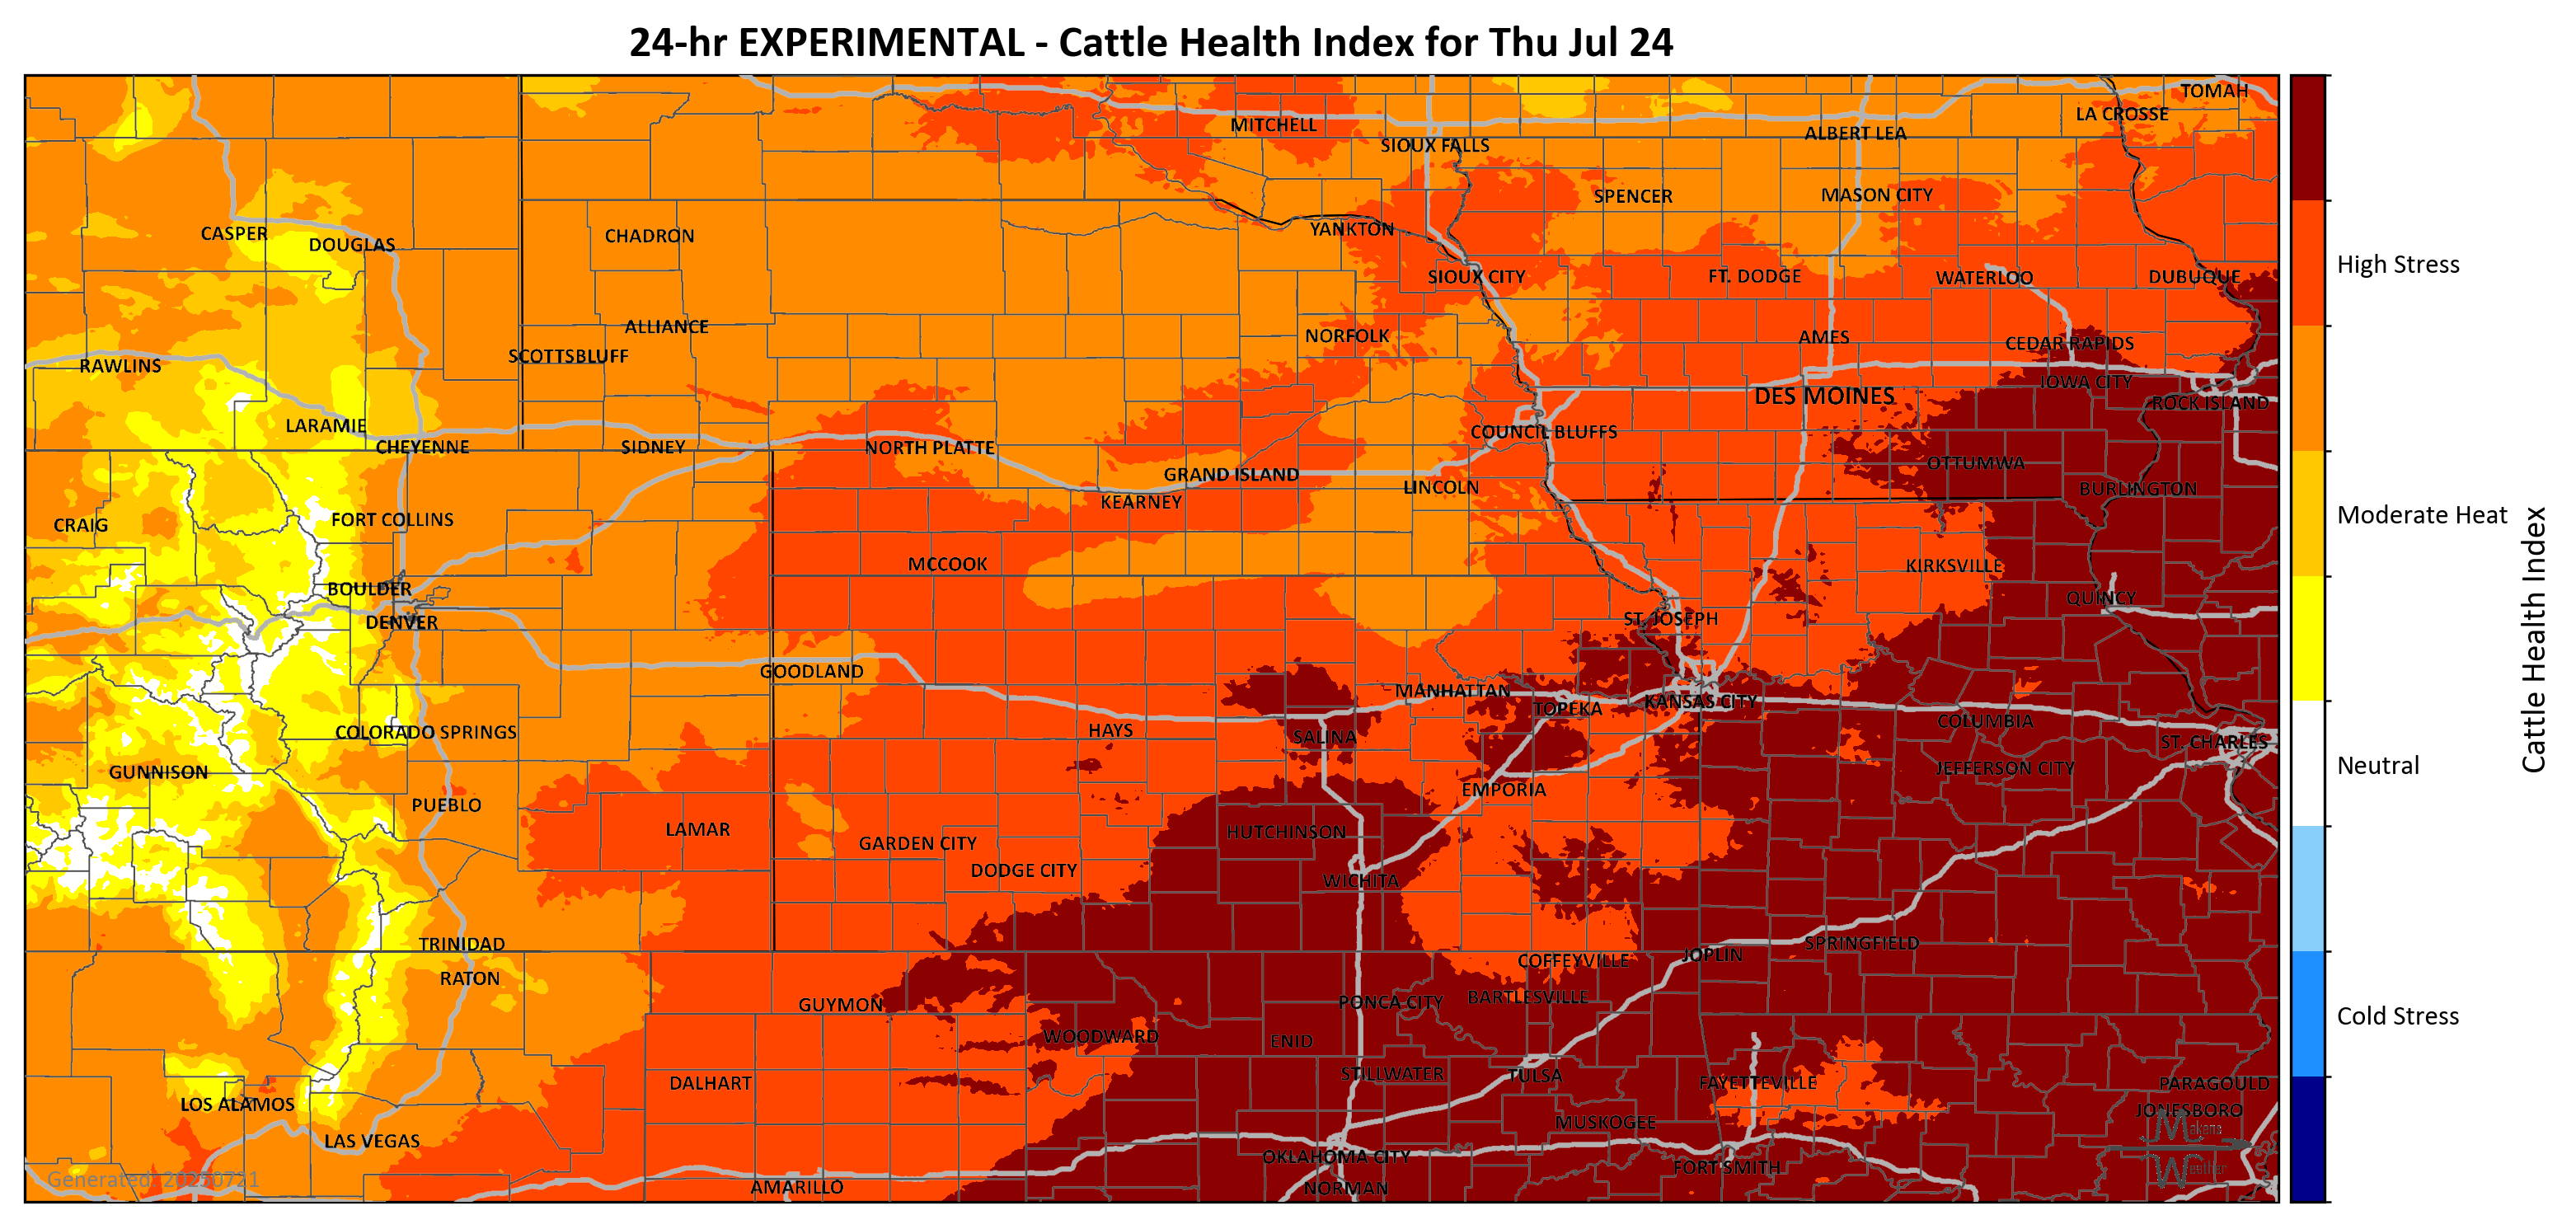 24-hr EXPERIMENTAL - Cattle Health Index for Thu Jul 24
TOMAH
LA CROSSE
MITCHELL
ALBERT LEA
SIOUX FALLS
SPENCER
MASON CITY
CASPER
DOUGLAS
CHADRON
YANKTON
SIOUX CITY
FT. DODGE
WATERLOO
DUBUQUE
High Stress
ALLIANCE
NORFOLK
AMES
CEDAR RAPIDS
SCOTTSBLUFF
RAWLINS
IOWA CITY
DES MOINES
ROCK ISLAND
LARAMIE
COUNCIL BLUFFS
CHEYENNE
SIDNEY
NORTH PLATTE
GRAND ISLAND
OTTUMWA
LINCOLN
BURLINGTON
KEARNEY
CRAIG
FORT COLLINS
Moderate Heat
MCCOOK
KIRKSVILLE
BOULDER
QUINCY
DENVER
ST. JOSEPH
Cattle Health Index
GOODLAND
MANHATTAN
KANSAS CITY
TOPEKA
COLUMBIA
COLORADO SPRINGS
HAYS
SALINA
ST. CHARLES
GUNNISON
JEFFERSON CITY
Neutral
EMPORIA
PUEBLO
LAMAR
HUTCHINSON
GARDEN CITY
DODGE CITY
WICHITA
TRINIDAD
SPRINGFIELD
JOPLIN
COFFEYVILLE
RATON
BARTLESVILLE
GUYMON
PONCA CITY
Cold Stress
WOODWARD
ENID
STILLWATER
TULSA
DALHART
FAYETTEVILLE
PARAGOULD
LOS ALAMOS
JONESBORO
MUSKOGEE
Makens
LAS VEGAS
OKLAHOMA CITY
FORT SMITH
Weather
Generated: 20250721
AMARILLO
NORMAN